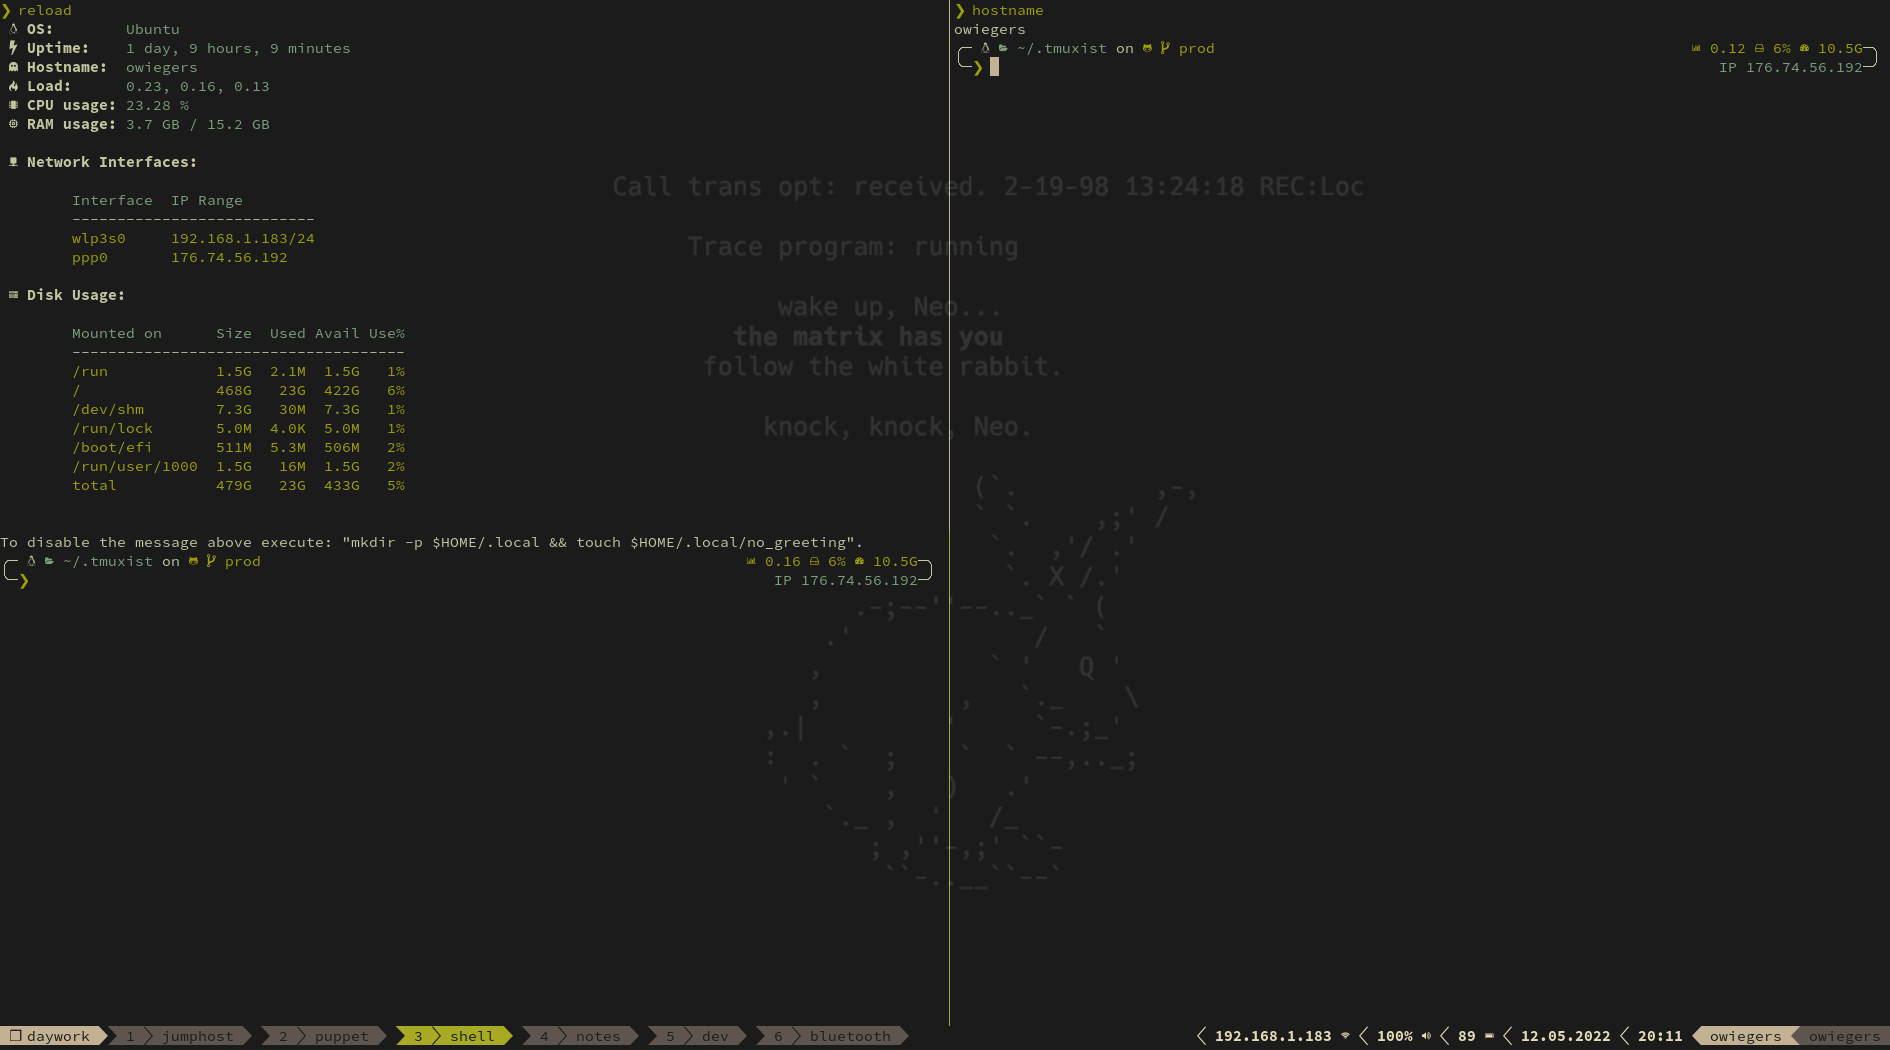 ❯ reload
OS: Ubuntu
Uptime: 1 day, 9 hours, 9 minutes
Hostname: owiegers
Load: 0.23, 0.16, 0.13
CPU usage: 23.28 %
RAM usage: 3.7 GB / 15.2 GB
Network Interfaces:
Interface IP Range
---------------------------
wlp3s0 192.168.1.183/24
ppp0 176.74.56.192
Disk Usage:
Mounted on Size Used Avail Use%
-------------------------------------
/run 1.5G 2.1M 1.5G 1%
/ 468G 23G 422G 6%
/dev/shm 7.3G 30M 7.3G 1%
/run/lock 5.0M 4.0K 5.0M 1%
/boot/efi 511M 5.3M 506M 2%
/run/user/1000 1.5G 16M 1.5G 2%
total 479G 23G 433G 5%
To disable the message above execute: "mkdir -p $HOME/.local && touch $HOME/.local/no_greeting".
~/.tmuxist on prod 0.16 6% 10.5G
❯ IP 176.74.56.192
❯ hostname
owiegers
~/.tmuxist on prod 0.12 6% 10.5G
❯ IP 176.74.56.192
Call trans opt: received. 2-19-98 13:24:18 REC:Loc
Trace program: running
wake up, Neo...
the matrix has you
follow the white rabbit.
knock, knock, Neo.
daywork 1 jumphost 2 puppet 3 shell 4 notes 5 dev 6 bluetooth 192.168.1.183 100% 89 12.05.2022 20:11 owiegers owiegers